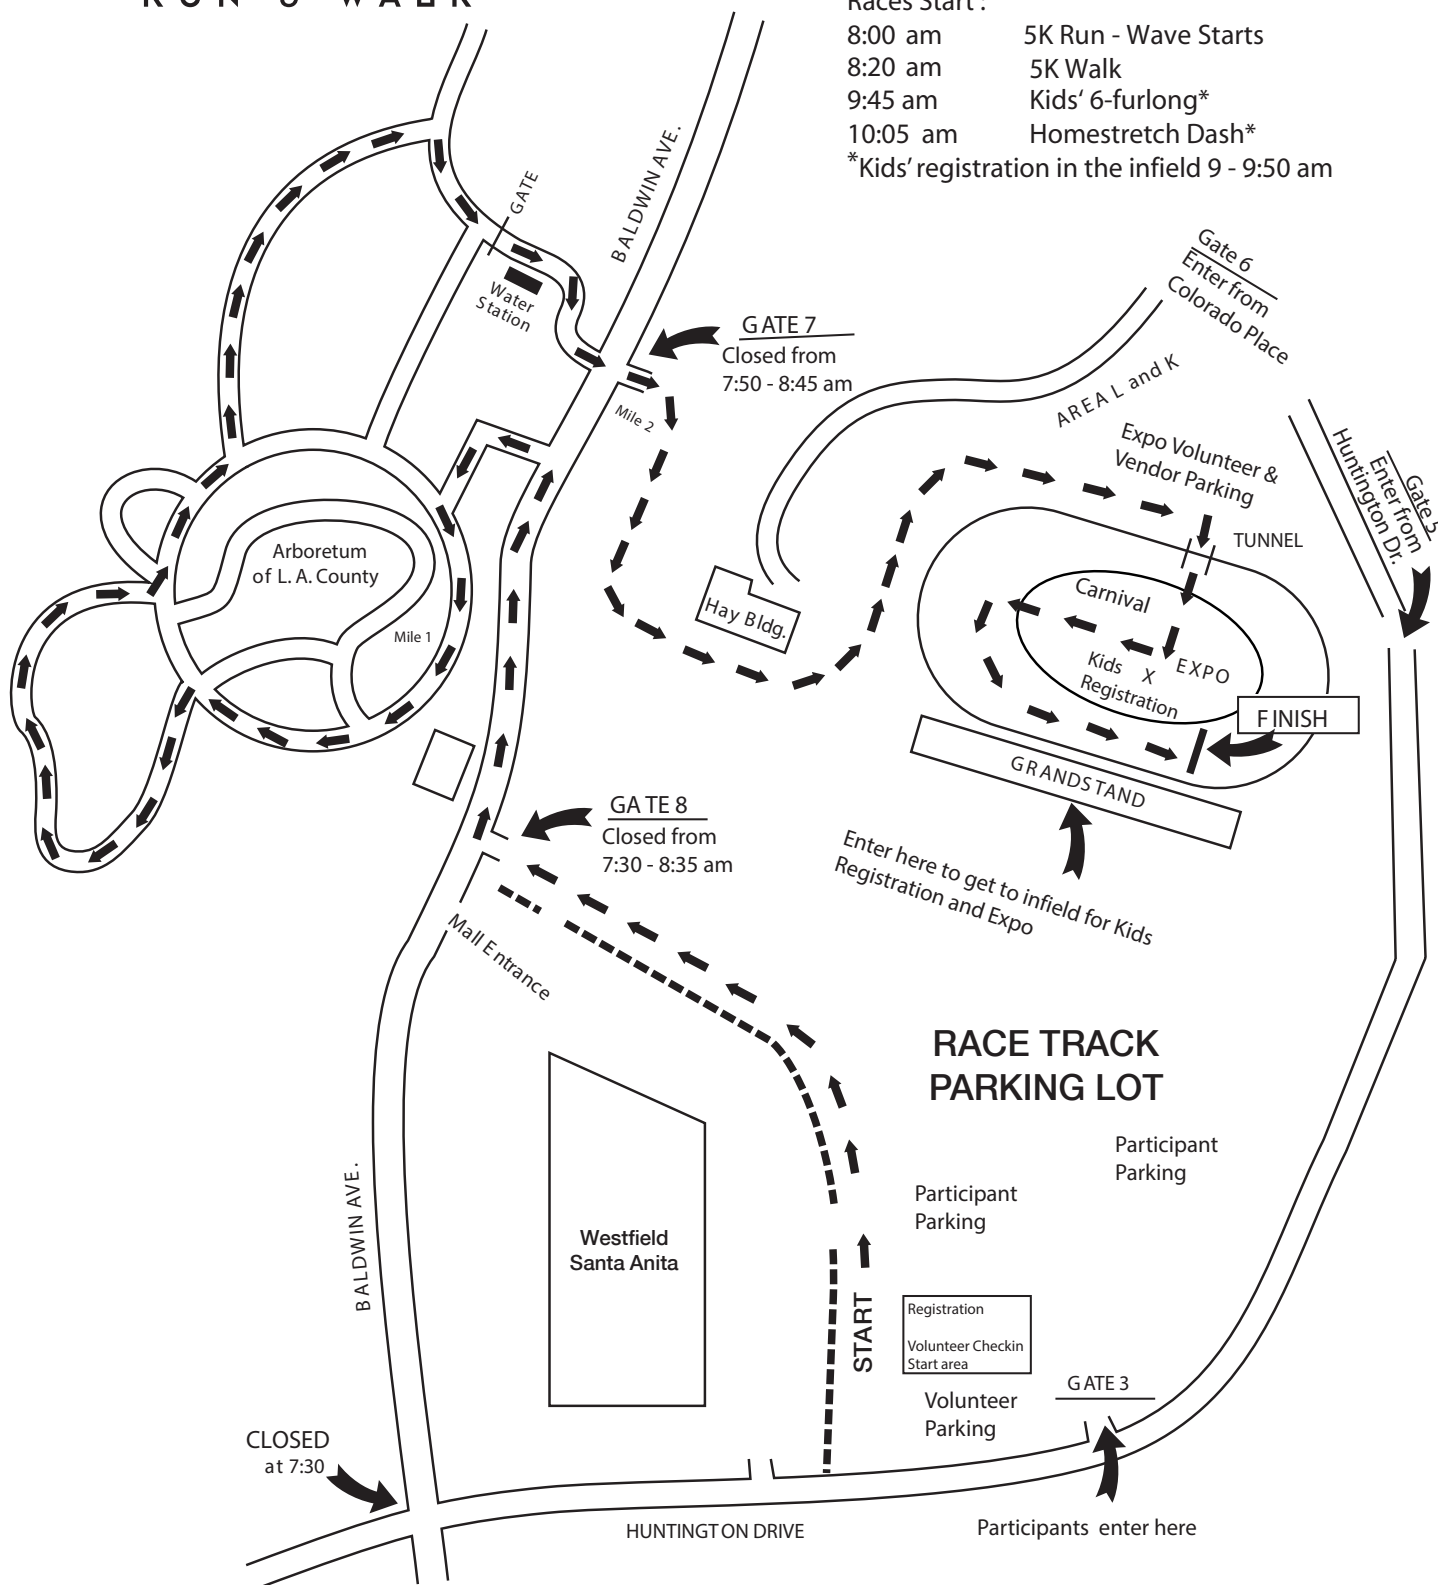 RUN & WALK
Races Start :
8:00 am 5K Run - Wave Starts
8:20 am 5K Walk
9:45 am Kids‘ 6-furlong*
10:05 am Homestretch Dash*
*Kids’ registration in the infield 9 - 9:50 am
GATE
BALDWIN AVE.
Water
Station
GATE 7
Closed from
7:50 - 8:45 am
Mile 2
Gate 6
Enter from
Colorado Place
AREA L and K
Expo Volunteer &
Vendor Parking
TUNNEL
Gate 5
Enter from
Huntington Dr.
Arboretum
of L. A. County
Mile 1
Hay Bldg.
Carnival
EXPO
Kids X
Registration
FINISH
GRANDSTAND
GATE 8
Closed from
7:30 - 8:35 am
Enter here to get to infield for Kids
Registration and Expo
Mall Entrance
RACE TRACK
PARKING LOT
Participant
Parking
Participant
Parking
BALDWIN AVE.
Westfield
Santa Anita
START
Registration
Volunteer Checkin
Start area
GATE 3
Volunteer
Parking
CLOSED
at 7:30
HUNTINGTON DRIVE
Participants enter here